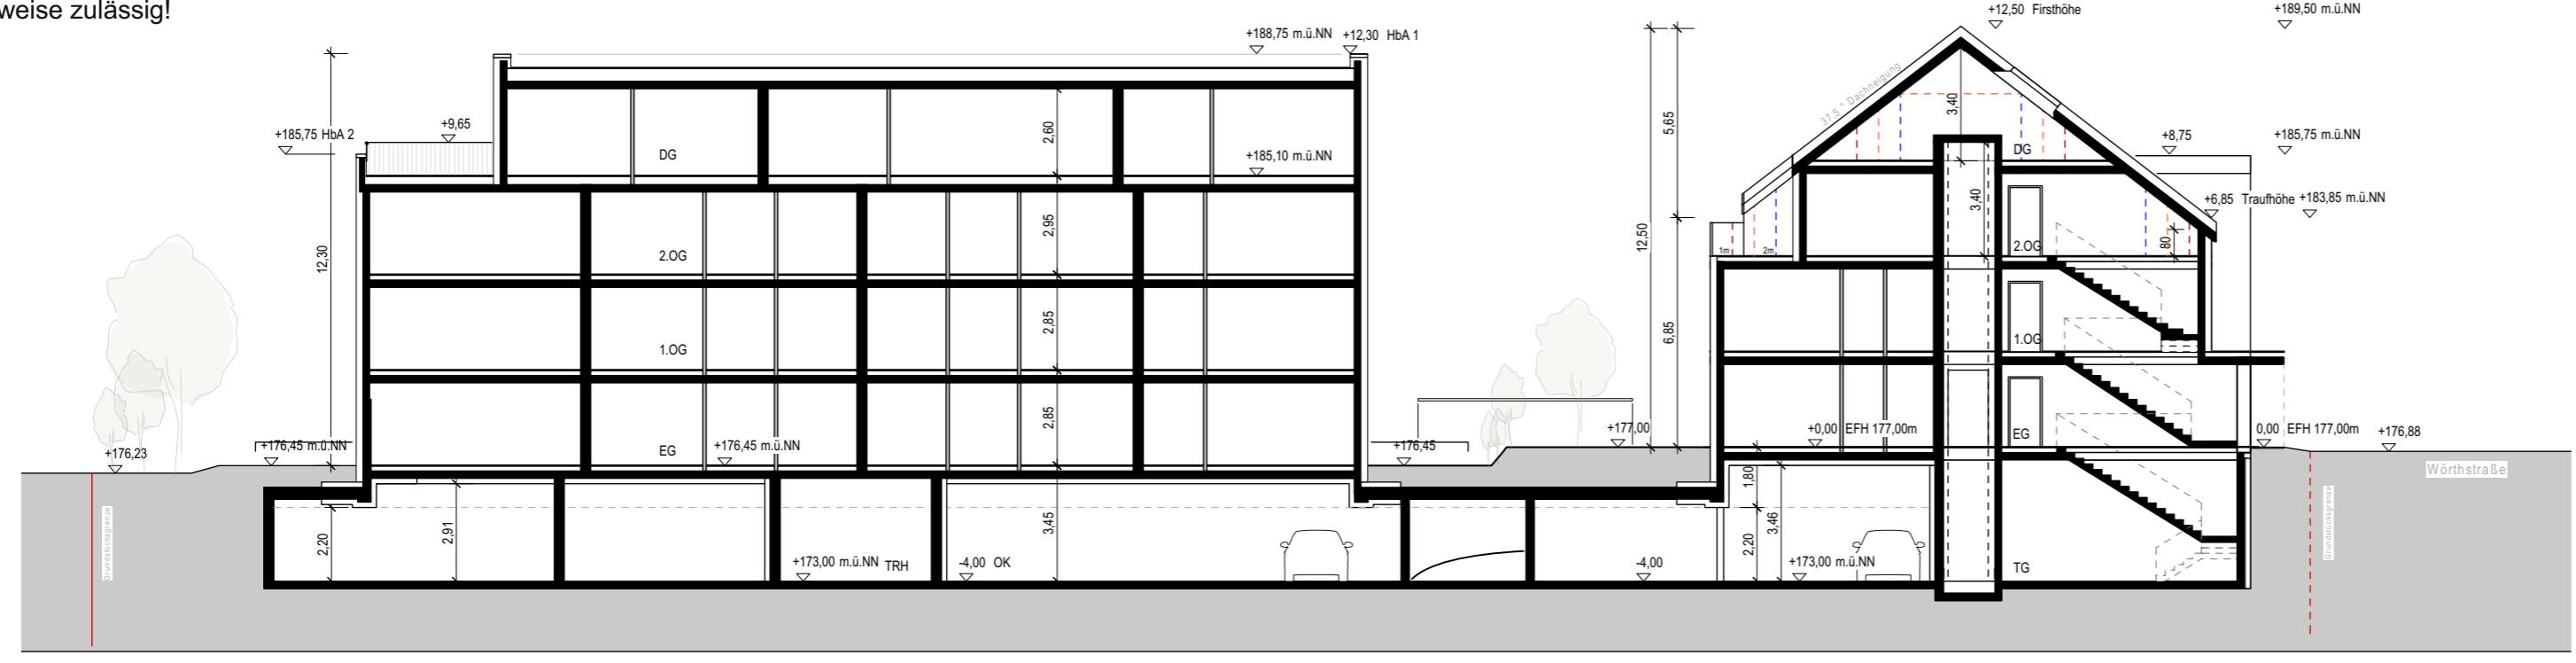 weise zulässig!
+12,50 Firsthöhe
+189,50 m.ü.NN
+188,75 m.ü.NN
+12,30 HbA 1
37.5 ° Dachneigung
3,40
5,65
+9,65
+185,75 HbA 2
2,60
DG
+185,10 m.ü.NN
+8,75
+185,75 m.ü.NN
DG
3,40
+6,85 Traufhöhe
+183,85 m.ü.NN
12,30
2,95
2.OG
12,50
1m
2m
2.OG
80
2,85
1.OG
6,85
1.OG
2,85
EG
+176,23
+176,45 m.ü.NN
+176,45 m.ü.NN
+176,45
+177,00
+0,00 EFH 177,00m
EG
0,00 EFH 177,00m
+176,88
Wörthstraße
1,80
Grundstücksgrenze
2,20
2,91
3,45
2,20
3,46
Grundstücksgrenze
+173,00 m.ü.NN
TRH
-4,00 OK
-4,00
+173,00 m.ü.NN
TG